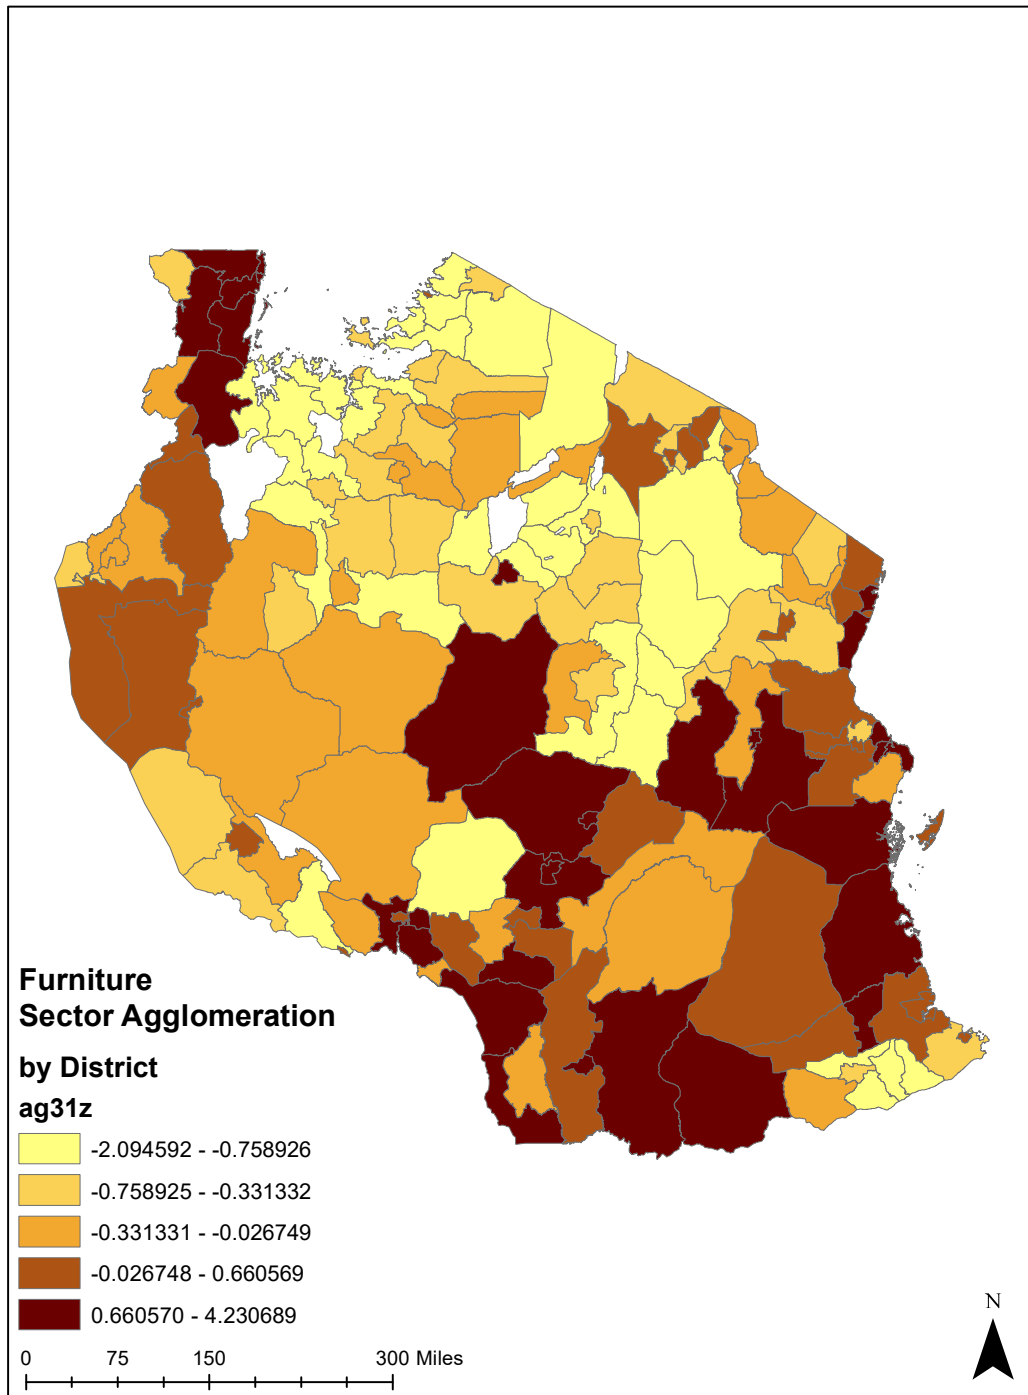 Furniture
Sector Agglomeration
by District
ag31z
-2.094592 - -0.758926
-0.758925 - -0.331332
-0.331331 - -0.026749
-0.026748 - 0.660569
0.660570 - 4.230689
0 75 150 300 Miles
N